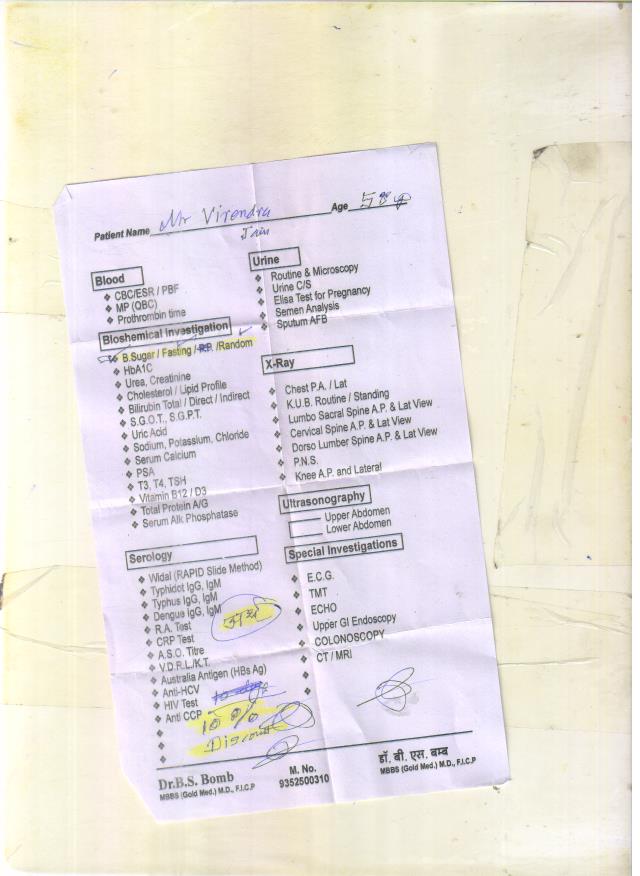 Patient Name Mr Virendra Age 58
Jain
Blood
❖ CBC/ESR / PBF
❖ MP (QBC)
❖ Prothrombin time
Bioshemical Investigation
❖ B.Sugar / Fasting / P.P. /Random
❖ HbA1C
❖ Urea, Creatinine
❖ Cholesterol / Lipid Profile
❖ Bilirubin Total / Direct / Indirect
❖ S.G.O.T., S.G.P.T.
❖ Uric Acid
❖ Sodium, Potassium, Chloride
❖ Serum Calcium
❖ PSA
❖ T3, T4, TSH
❖ Vitamin B12 / D3
❖ Total Protein A/G
❖ Serum Alk Phosphatase
Serology
❖ Widal (RAPID Slide Method)
❖ Typhidot IgG, IgM
❖ Typhus IgG, IgM
❖ Dengue IgG, IgM
❖ R.A. Test
❖ CRP Test
❖ A.S.O. Titre
❖ V.D.R.L./K.T.
❖ Australia Antigen (HBs Ag)
❖ Anti-HCV
❖ HIV Test
❖ Anti CCP
10 %
Discount
Urine
❖ Routine & Microscopy
❖ Urine C/S
❖ Elisa Test for Pregnancy
❖ Semen Analysis
❖ Sputum AFB
X-Ray
❖ Chest P.A. / Lat
❖ K.U.B. Routine / Standing
❖ Lumbo Sacral Spine A.P. & Lat View
❖ Cervical Spine A.P. & Lat View
❖ Dorso Lumber Spine A.P. & Lat View
❖ P.N.S.
❖ Knee A.P. and Lateral
Ultrasonography
Upper Abdomen
Lower Abdomen
Special Investigations
❖ E.C.G.
❖ TMT
❖ ECHO
❖ Upper GI Endoscopy
❖ COLONOSCOPY
❖ CT / MRI
Dr.B.S. Bomb
MBBS (Gold Med.) M.D., F.I.C.P
M. No.
9352500310
डॉ. बी. एस. बम्ब
MBBS (Gold Med.) M.D., F.I.C.P